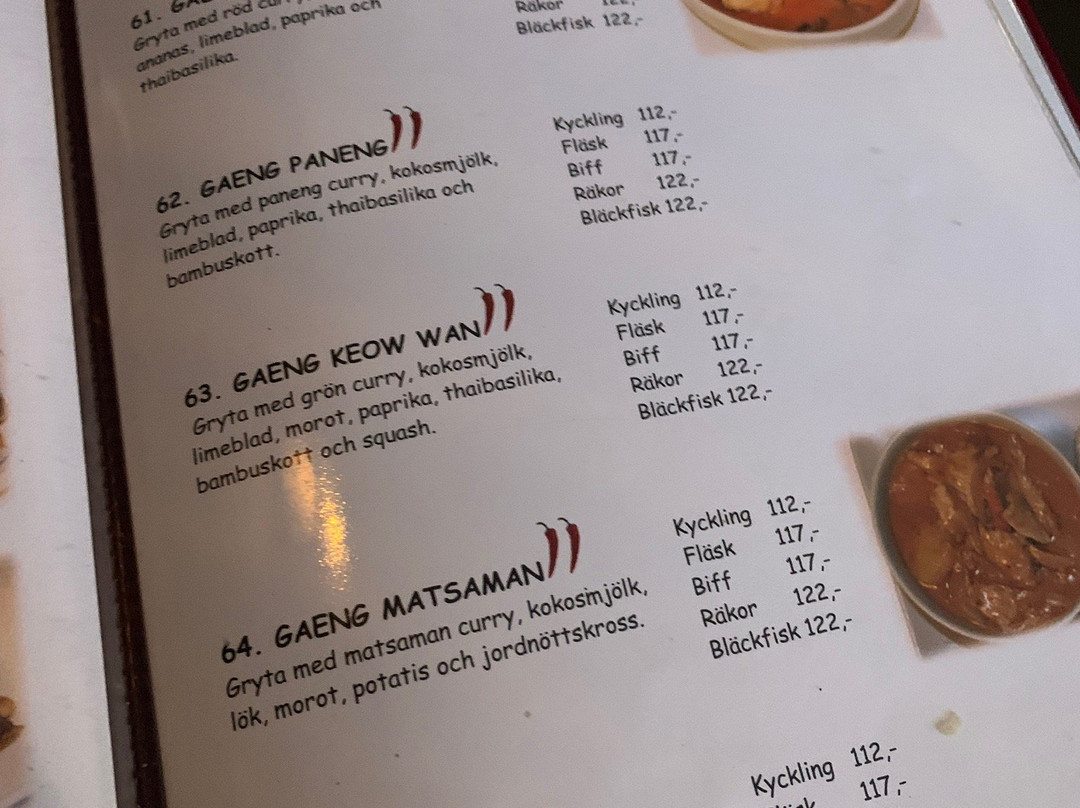 61.
Gryta med röd
ananas, limeblad, paprika och
thaibasilika.
Räkor
Bläckfisk 122,-
62. GAENG PANENG
Gryta med paneng curry, kokosmjölk,
limeblad, paprika, thaibasilika och
bambuskott.
Kyckling 112,-
Fläsk 117,-
Biff 117,-
Räkor 122,-
Bläckfisk 122,-
63. GAENG KEOW WAN
Gryta med grön curry, kokosmjölk,
limeblad, morot, paprika, thaibasilika,
bambuskott och squash.
Kyckling 112,-
Fläsk 117,-
Biff 117,-
Räkor 122,-
Bläckfisk 122,-
64. GAENG MATSAMAN
Gryta med matsaman curry, kokosmjölk,
lök, morot, potatis och jordnöttskross.
Kyckling 112,-
Fläsk 117,-
Biff 117,-
Räkor 122,-
Bläckfisk 122,-
Kyckling 112,-
117,-